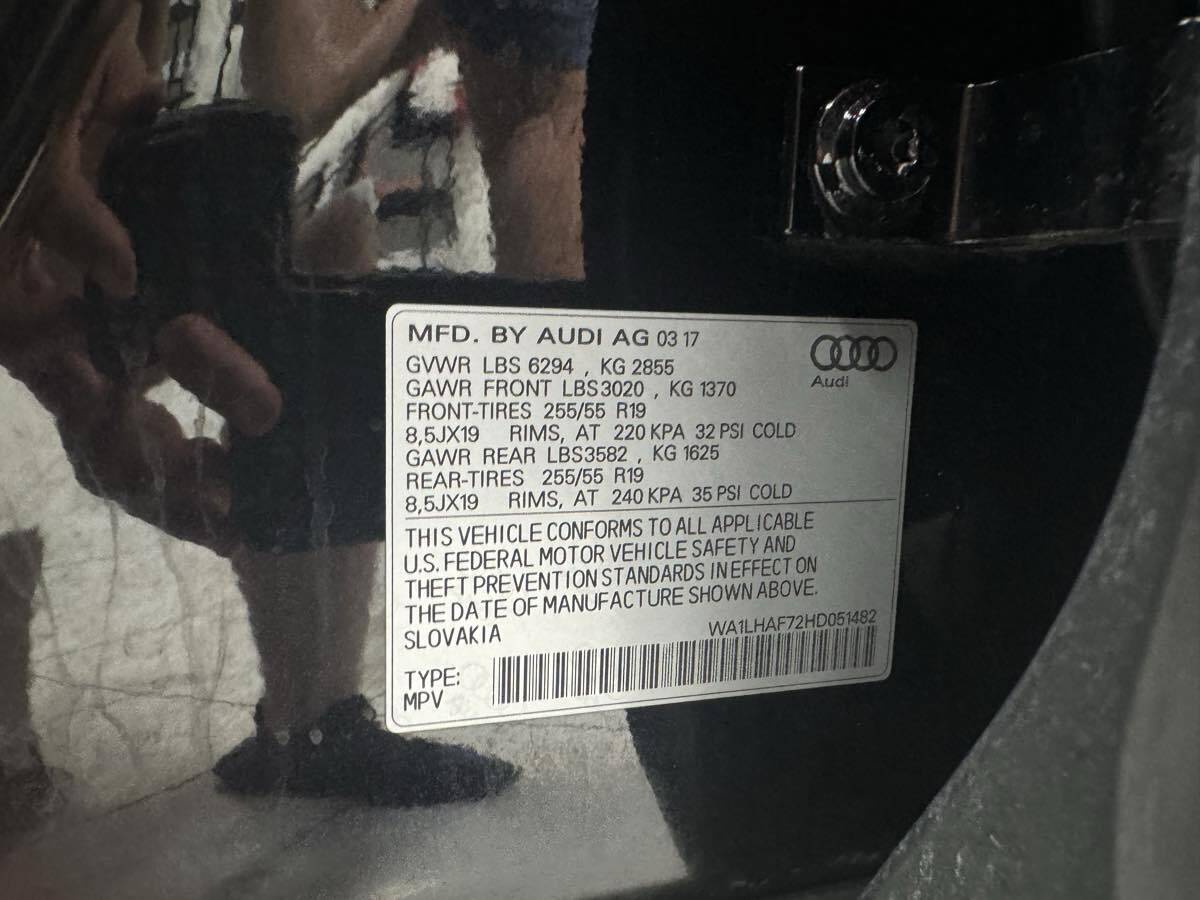 MFD. BY AUDI AG 03 17
Audi
GVWR LBS 6294 , KG 2855
GAWR FRONT LBS3020 , KG 1370
FRONT-TIRES 255/55 R19
8,5JX19 RIMS, AT 220 KPA 32 PSI COLD
GAWR REAR LBS3582 , KG 1625
REAR-TIRES 255/55 R19
8,5JX19 RIMS, AT 240 KPA 35 PSI COLD
THIS VEHICLE CONFORMS TO ALL APPLICABLE
U.S. FEDERAL MOTOR VEHICLE SAFETY AND
THEFT PREVENTION STANDARDS IN EFFECT ON
THE DATE OF MANUFACTURE SHOWN ABOVE.
SLOVAKIA
WA1LHAF72HD051482
TYPE:
MPV